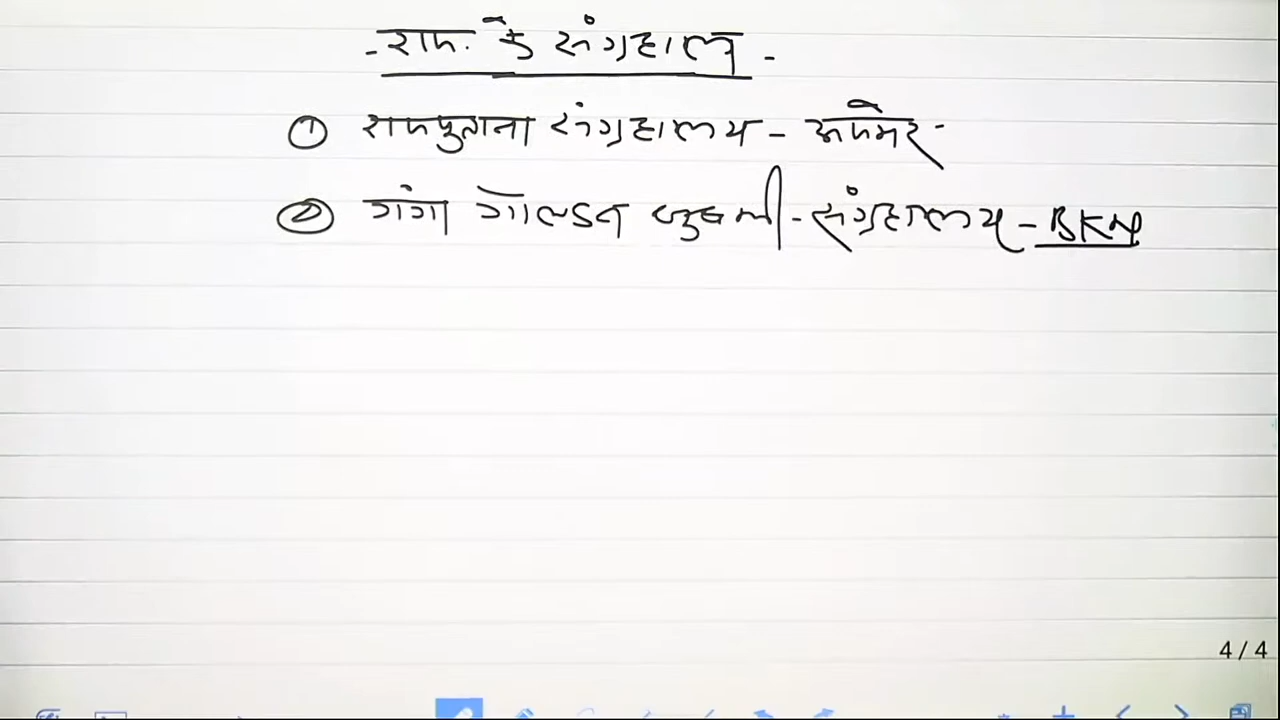 - राज. के संग्रहालय -
① राजपुताना संग्रहालय - अजमेर
② गंगा गोल्डन जुबली - संग्रहालय - BKN
4 / 4